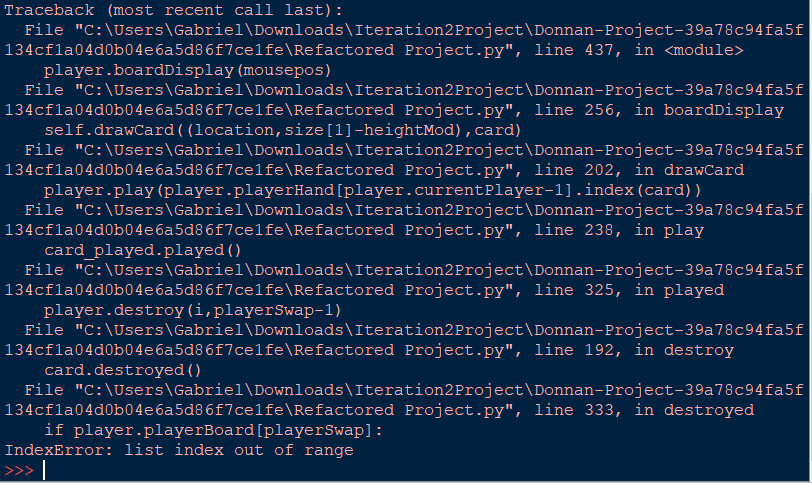 Traceback (most recent call last):
  File "C:\Users\Gabriel\Downloads\Iteration2Project\Donnan-Project-39a78c94fa5f
134cf1a04d0b04e6a5d86f7ce1fe\Refactored Project.py", line 437, in <module>
    player.boardDisplay(mousepos)
  File "C:\Users\Gabriel\Downloads\Iteration2Project\Donnan-Project-39a78c94fa5f
134cf1a04d0b04e6a5d86f7ce1fe\Refactored Project.py", line 256, in boardDisplay
    self.drawCard((location,size[1]-heightMod),card)
  File "C:\Users\Gabriel\Downloads\Iteration2Project\Donnan-Project-39a78c94fa5f
134cf1a04d0b04e6a5d86f7ce1fe\Refactored Project.py", line 202, in drawCard
    player.play(player.playerHand[player.currentPlayer-1].index(card))
  File "C:\Users\Gabriel\Downloads\Iteration2Project\Donnan-Project-39a78c94fa5f
134cf1a04d0b04e6a5d86f7ce1fe\Refactored Project.py", line 238, in play
    card_played.played()
  File "C:\Users\Gabriel\Downloads\Iteration2Project\Donnan-Project-39a78c94fa5f
134cf1a04d0b04e6a5d86f7ce1fe\Refactored Project.py", line 325, in played
    player.destroy(i,playerSwap-1)
  File "C:\Users\Gabriel\Downloads\Iteration2Project\Donnan-Project-39a78c94fa5f
134cf1a04d0b04e6a5d86f7ce1fe\Refactored Project.py", line 192, in destroy
    card.destroyed()
  File "C:\Users\Gabriel\Downloads\Iteration2Project\Donnan-Project-39a78c94fa5f
134cf1a04d0b04e6a5d86f7ce1fe\Refactored Project.py", line 333, in destroyed
    if player.playerBoard[playerSwap]:
IndexError: list index out of range
>>>